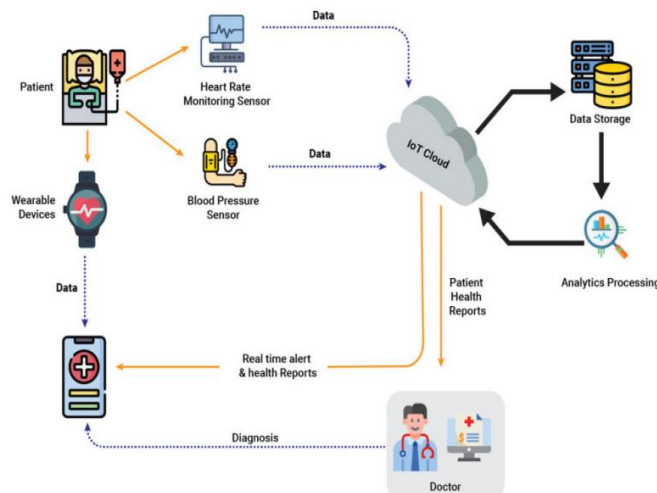 Data
Patient
Heart Rate
Monitoring Sensor
IoT Cloud
Data Storage
Data
Wearable
Devices
Blood Pressure
Sensor
Analytics Processing
Data
Patient
Health
Reports
Real time alert
& health Reports
Diagnosis
Doctor